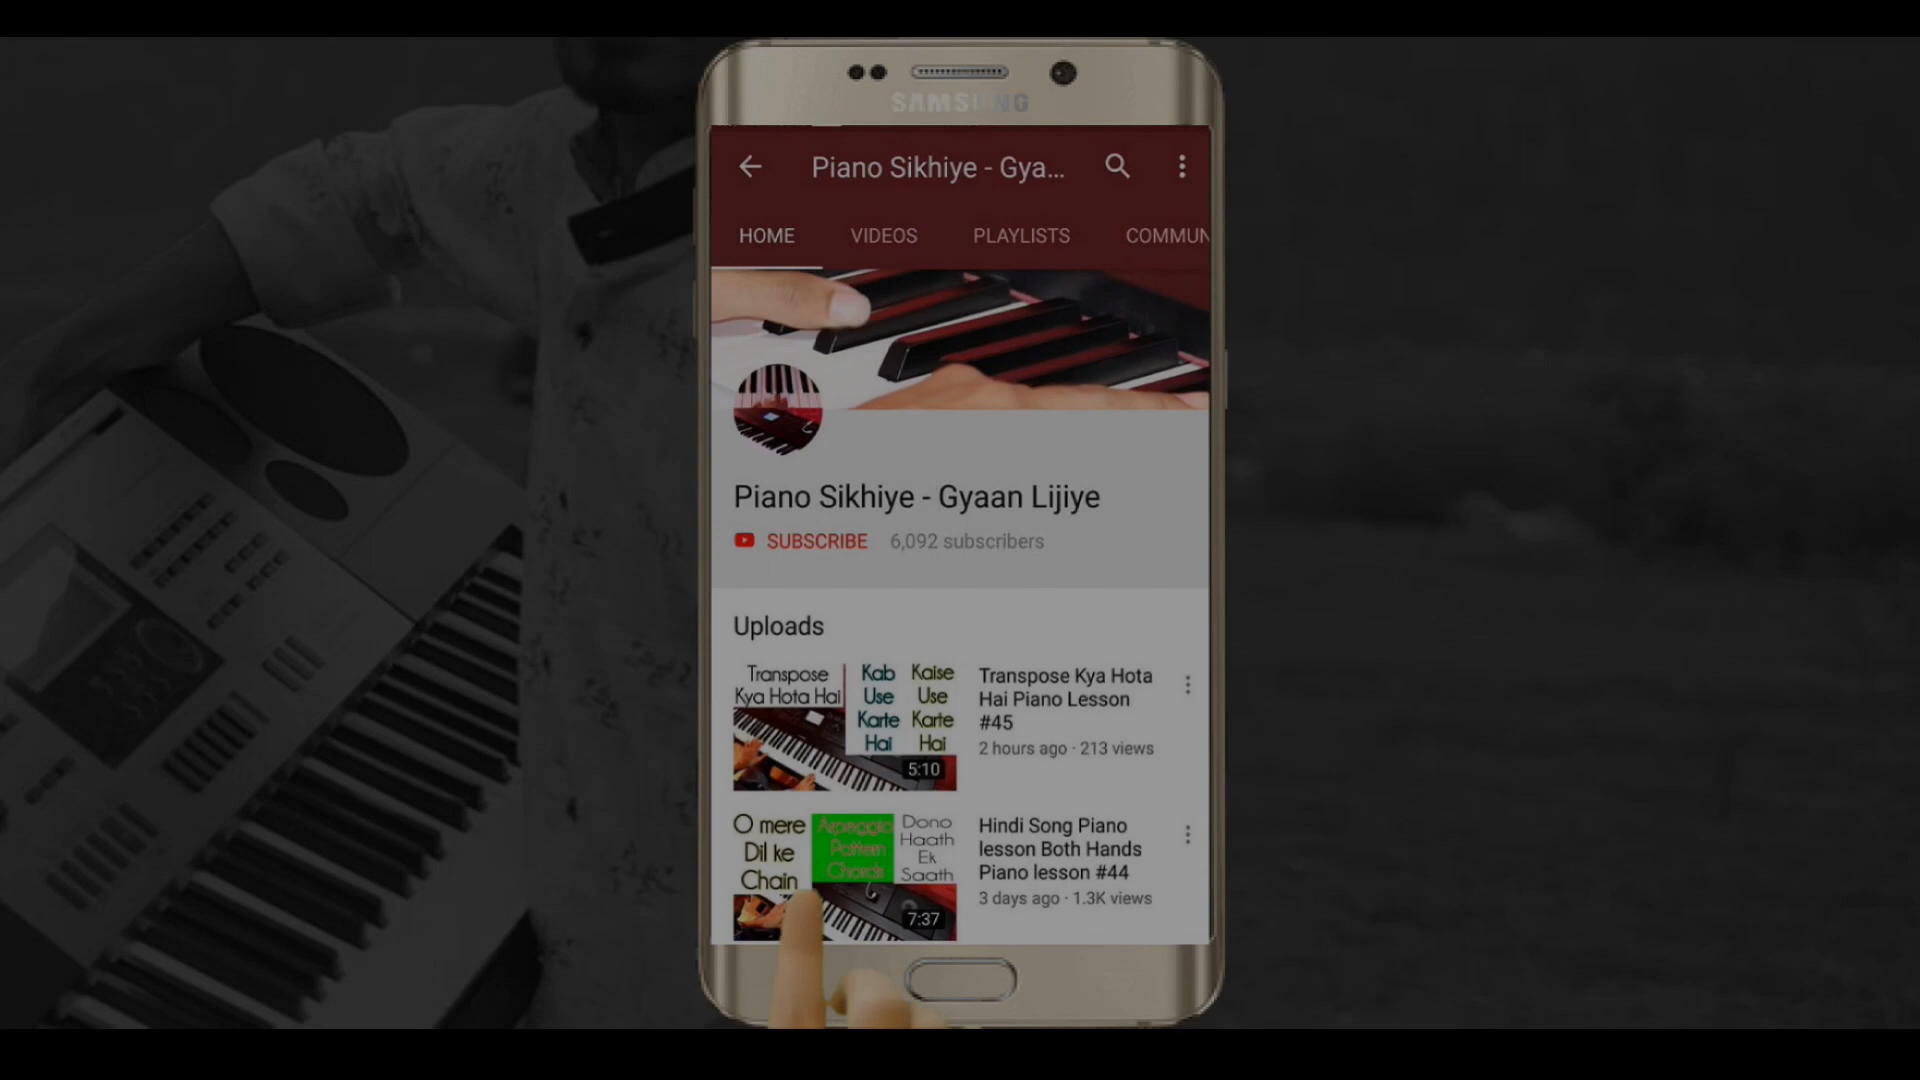 SAMSUNG
Piano Sikhiye - Gya...
HOME VIDEOS PLAYLISTS COMMUN
Piano Sikhiye - Gyaan Lijiye
SUBSCRIBE 6,092 subscribers
Uploads
Transpose
Kya Hota Hai
Kab
Use
Karte
Hai
Kaise
Use
Karte
Hai
5:10
Transpose Kya Hota
Hai Piano Lesson
#45
2 hours ago · 213 views
O mere
Dil ke
Chain
Arpeggio
Pattern
Chords
Dono
Haath
Ek
Saath
7:37
Hindi Song Piano
lesson Both Hands
Piano lesson #44
3 days ago · 1.3K views